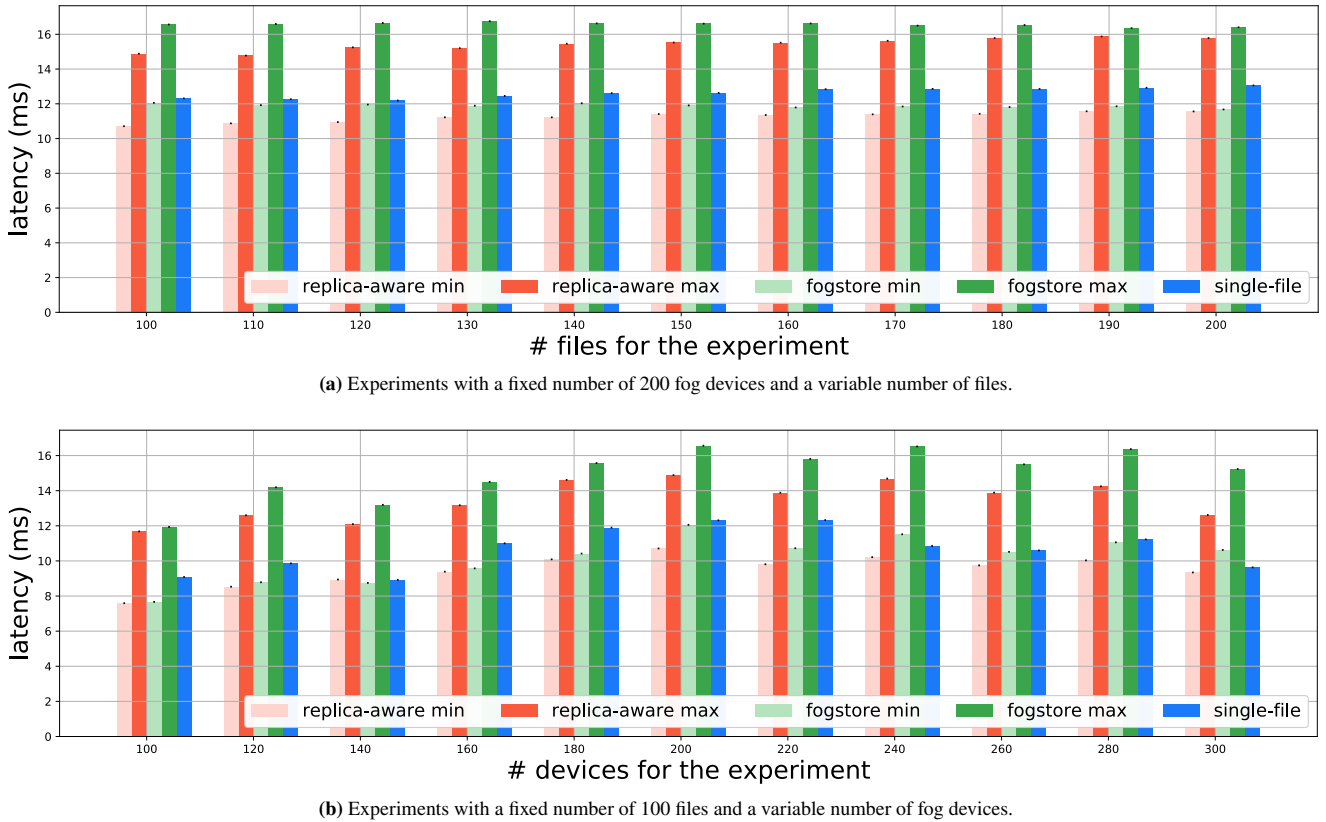 16
14
12
10
8
6
4
2
0
latency (ms)
replica-aware min replica-aware max fogstore min fogstore max single-file
100 110 120 130 140 150 160 170 180 190 200
# files for the experiment
(a) Experiments with a fixed number of 200 fog devices and a variable number of files.
16
14
12
10
8
6
4
2
0
latency (ms)
replica-aware min replica-aware max fogstore min fogstore max single-file
100 120 140 160 180 200 220 240 260 280 300
# devices for the experiment
(b) Experiments with a fixed number of 100 files and a variable number of fog devices.